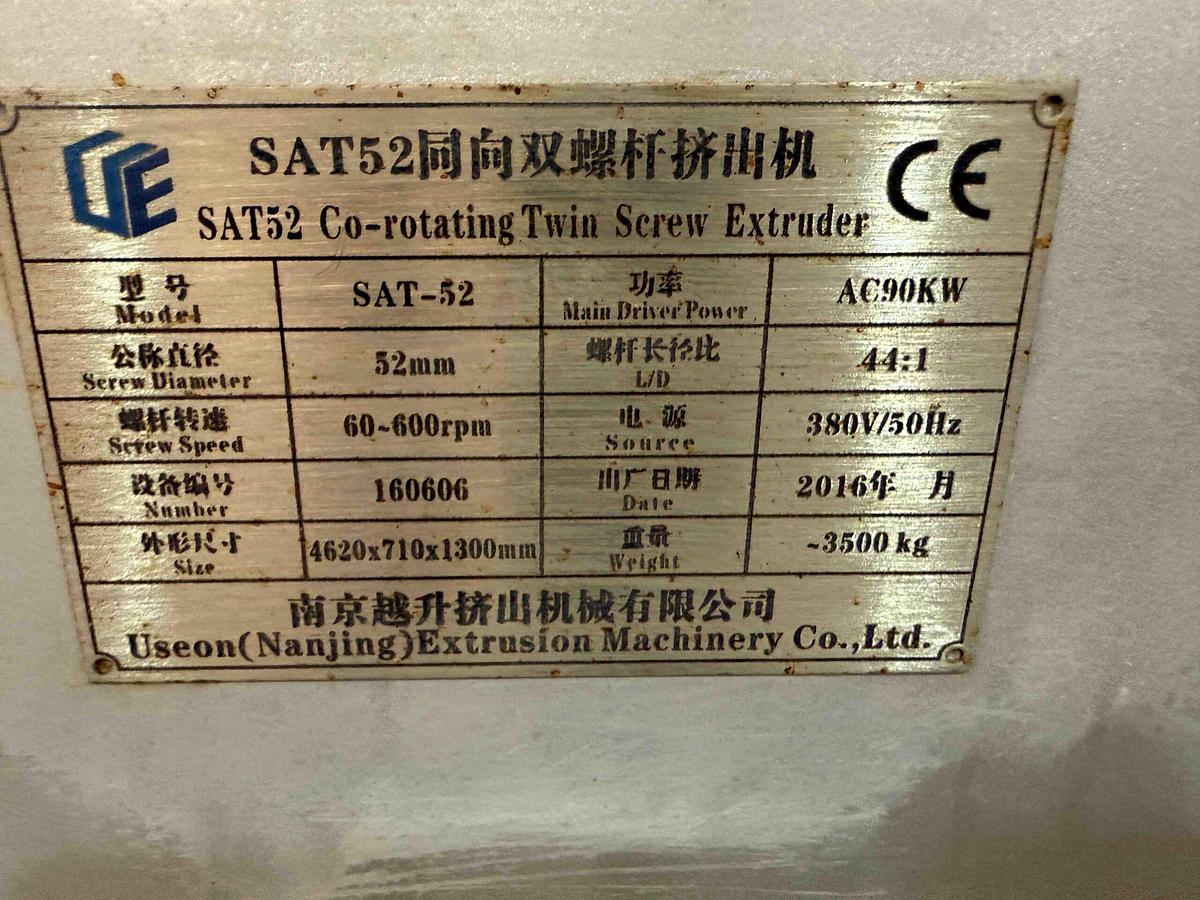 UE
SAT52同向双螺杆挤出机
CE
SAT52 Co-rotating Twin Screw Extruder
型 号 SAT-52 功率 AC90KW
Model Main Driver Power
公称直径 52mm 螺杆长径比 44:1
Screw Diameter L/D
螺杆转速 60~600rpm 电 源 380V/50Hz
Screw Speed Source
设备编号 160606 出厂日期 2016年 月
Number Date
外形尺寸 4620x710x1300mm 重量 ~3500 kg
Size Weight
南京越升挤出机械有限公司
Useon(Nanjing)Extrusion Machinery Co.,Ltd.